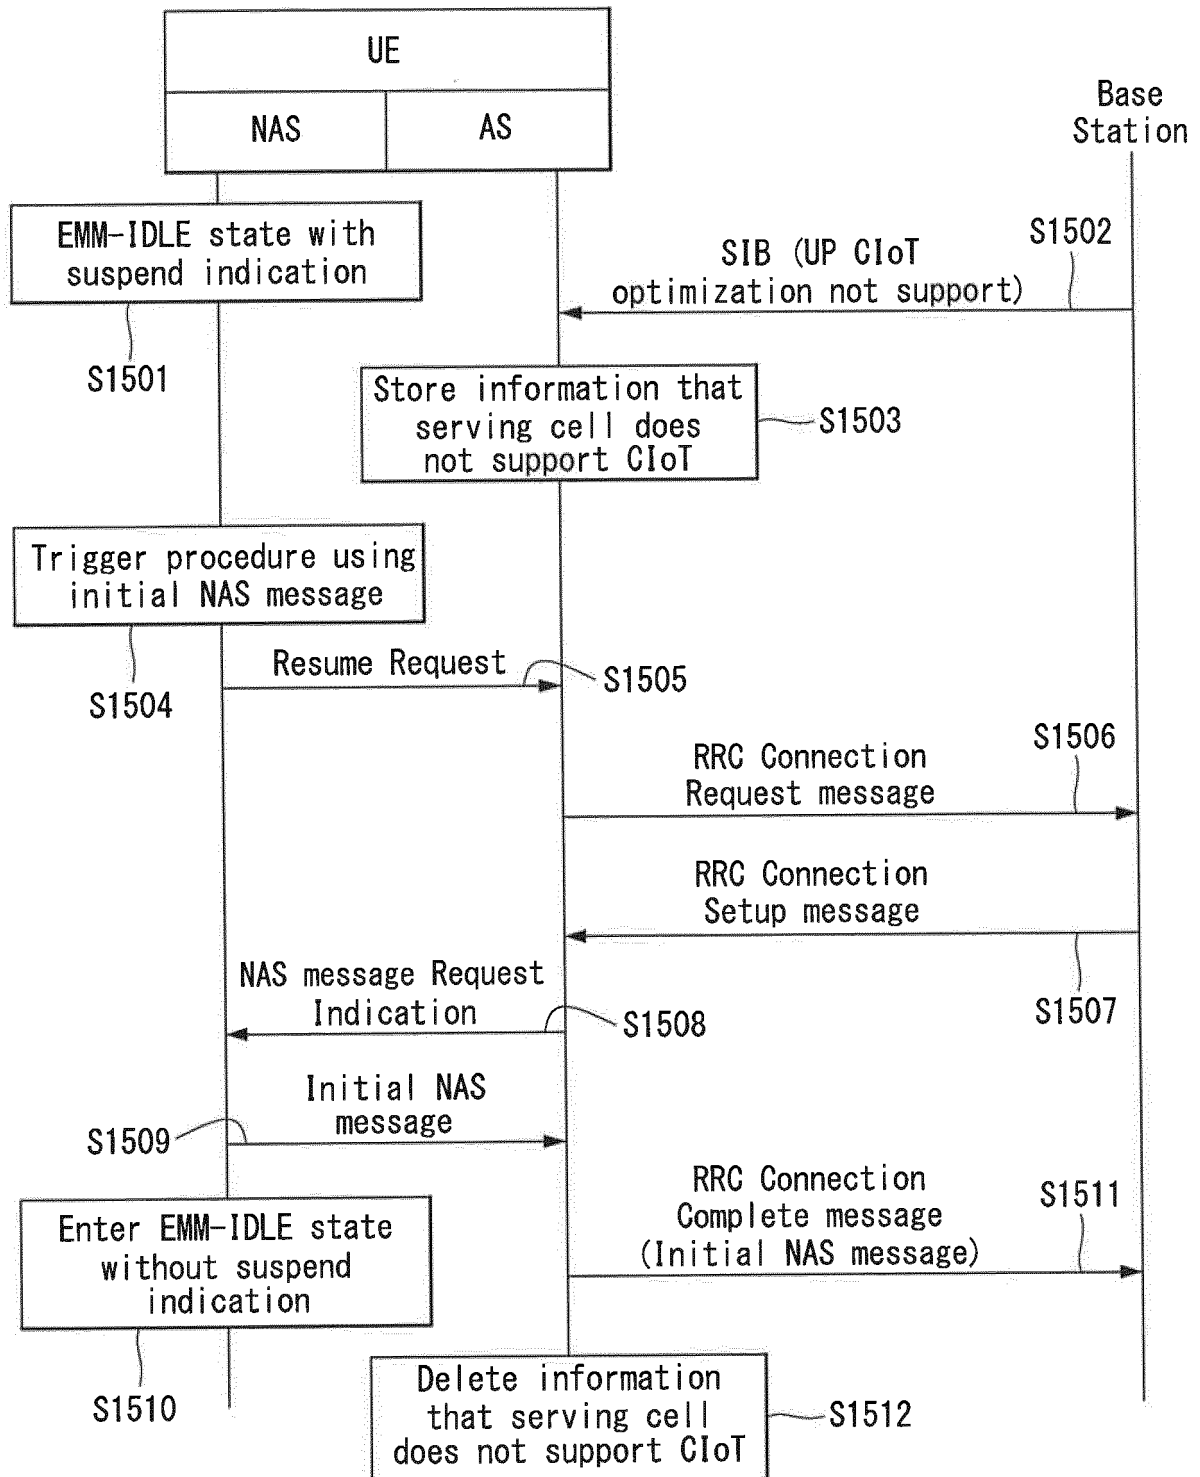 UE
NAS
AS
Base
Station
EMM-IDLE state with
suspend indication
S1501
SIB (UP CIoT
optimization not support)
S1502
Store information that
serving cell does
not support CIoT
S1503
Trigger procedure using
initial NAS message
S1504
Resume Request
S1505
RRC Connection
Request message
S1506
RRC Connection
Setup message
S1507
NAS message Request
Indication
S1508
Initial NAS
message
S1509
Enter EMM-IDLE state
without suspend
indication
S1510
RRC Connection
Complete message
(Initial NAS message)
S1511
Delete information
that serving cell
does not support CIoT
S1512